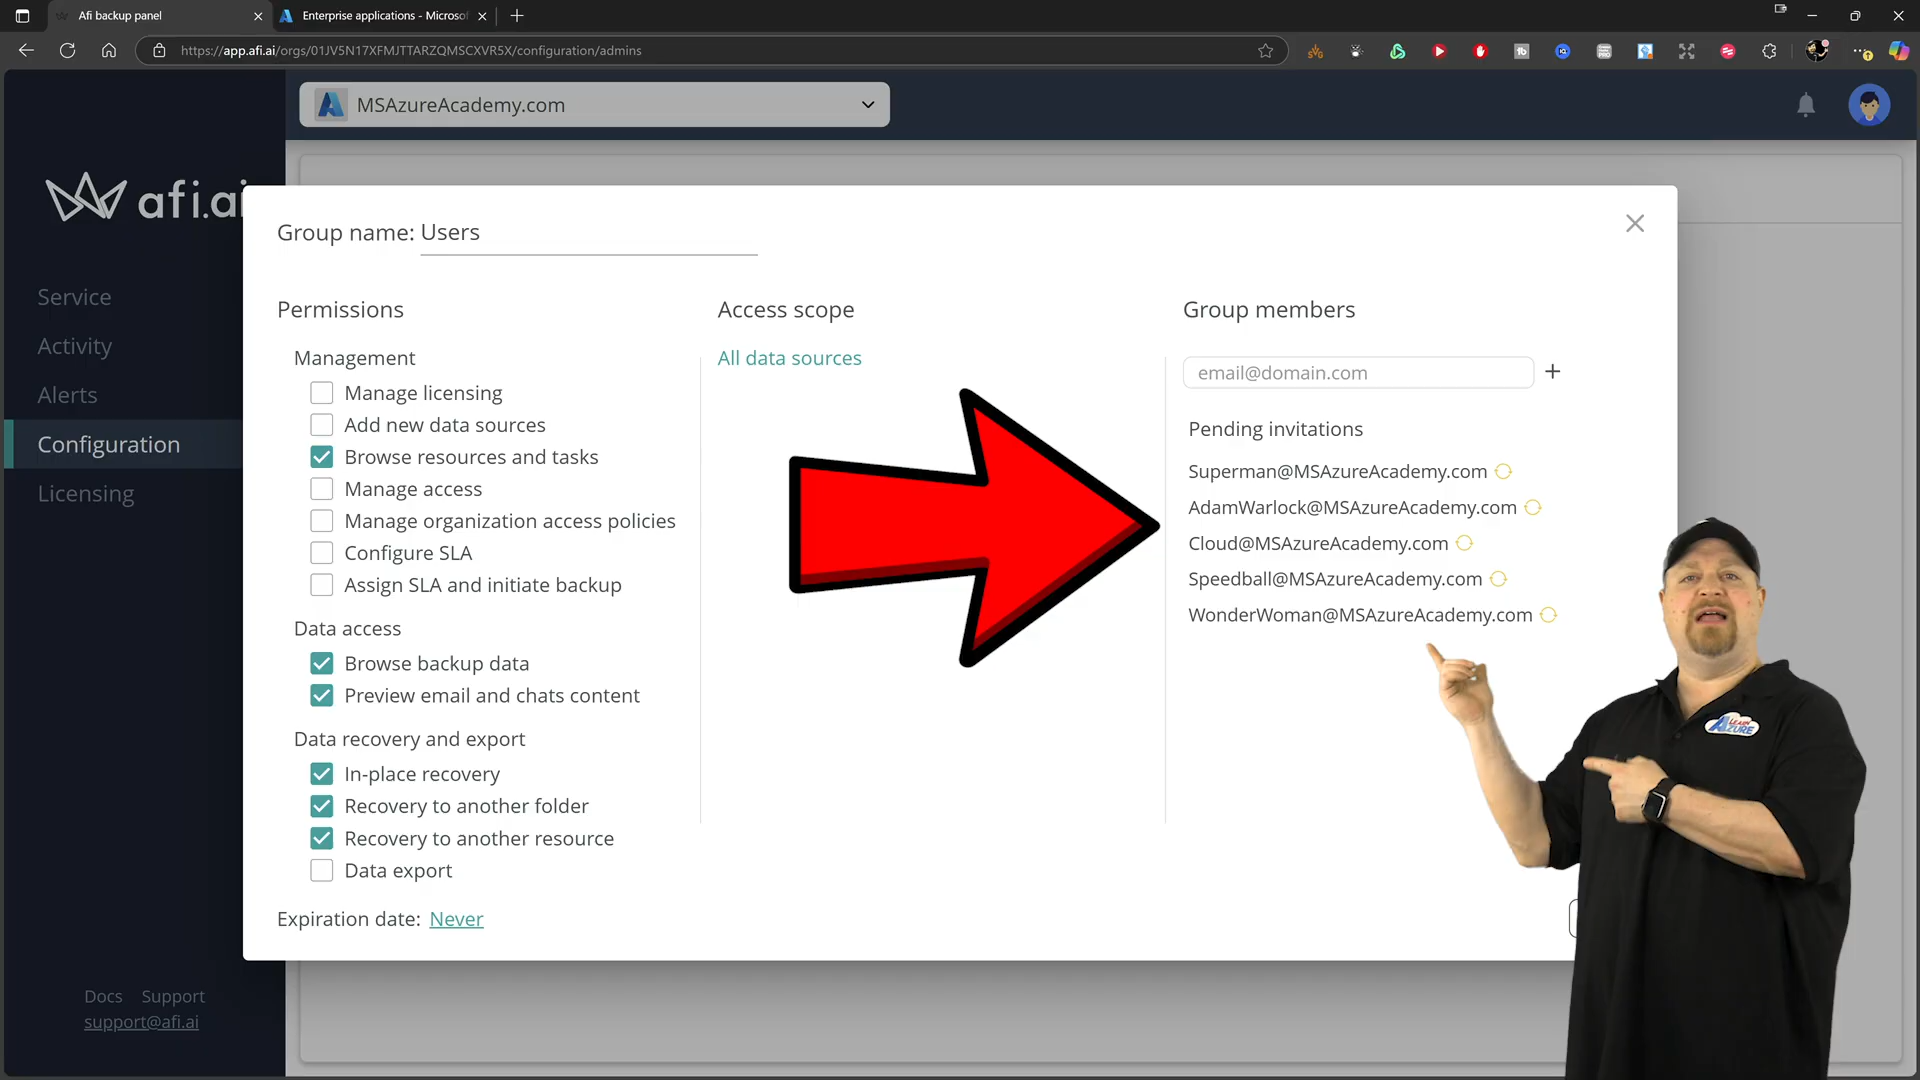 Afi backup panel
Enterprise applications - Microsof
https://app.afi.ai/orgs/01JV5N17XFMJTTARZQMSCXVR5X/configuration/admins
MSAzureAcademy.com
afi.ai
Service
Activity
Alerts
Configuration
Licensing
Docs Support
support@afi.ai
Group name: Users
Permissions
Management
Manage licensing
Add new data sources
Browse resources and tasks
Manage access
Manage organization access policies
Configure SLA
Assign SLA and initiate backup
Data access
Browse backup data
Preview email and chats content
Data recovery and export
In-place recovery
Recovery to another folder
Recovery to another resource
Data export
Expiration date: Never
Access scope
All data sources
Group members
email@domain.com
Pending invitations
Superman@MSAzureAcademy.com
AdamWarlock@MSAzureAcademy.com
Cloud@MSAzureAcademy.com
Speedball@MSAzureAcademy.com
WonderWoman@MSAzureAcademy.com
LEARN
AZURE